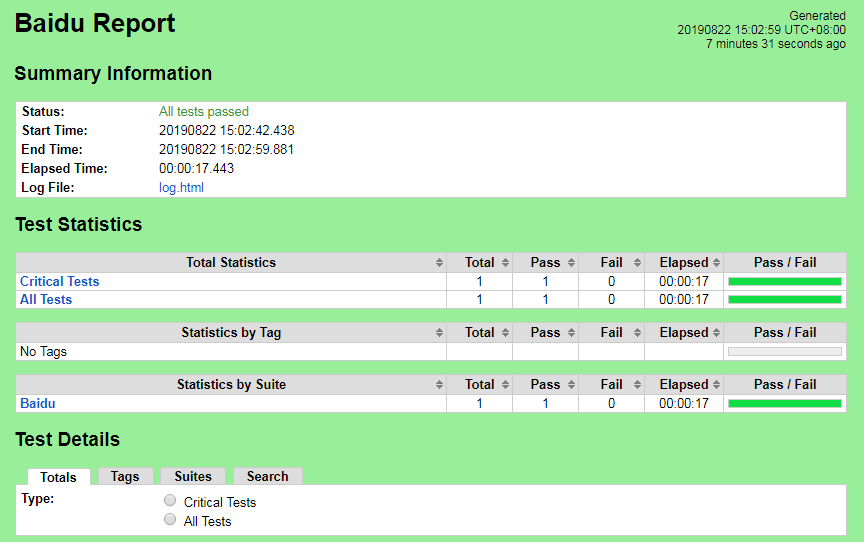 Baidu Report
Generated
20190822 15:02:59 UTC+08:00
7 minutes 31 seconds ago
Summary Information
Status: All tests passed
Start Time: 20190822 15:02:42.438
End Time: 20190822 15:02:59.881
Elapsed Time: 00:00:17.443
Log File: log.html
Test Statistics
Total Statistics Total Pass Fail Elapsed Pass / Fail
Critical Tests 1 1 0 00:00:17
All Tests 1 1 0 00:00:17
Statistics by Tag Total Pass Fail Elapsed Pass / Fail
No Tags
Statistics by Suite Total Pass Fail Elapsed Pass / Fail
Baidu 1 1 0 00:00:17
Test Details
Totals Tags Suites Search
Type: Critical Tests
All Tests